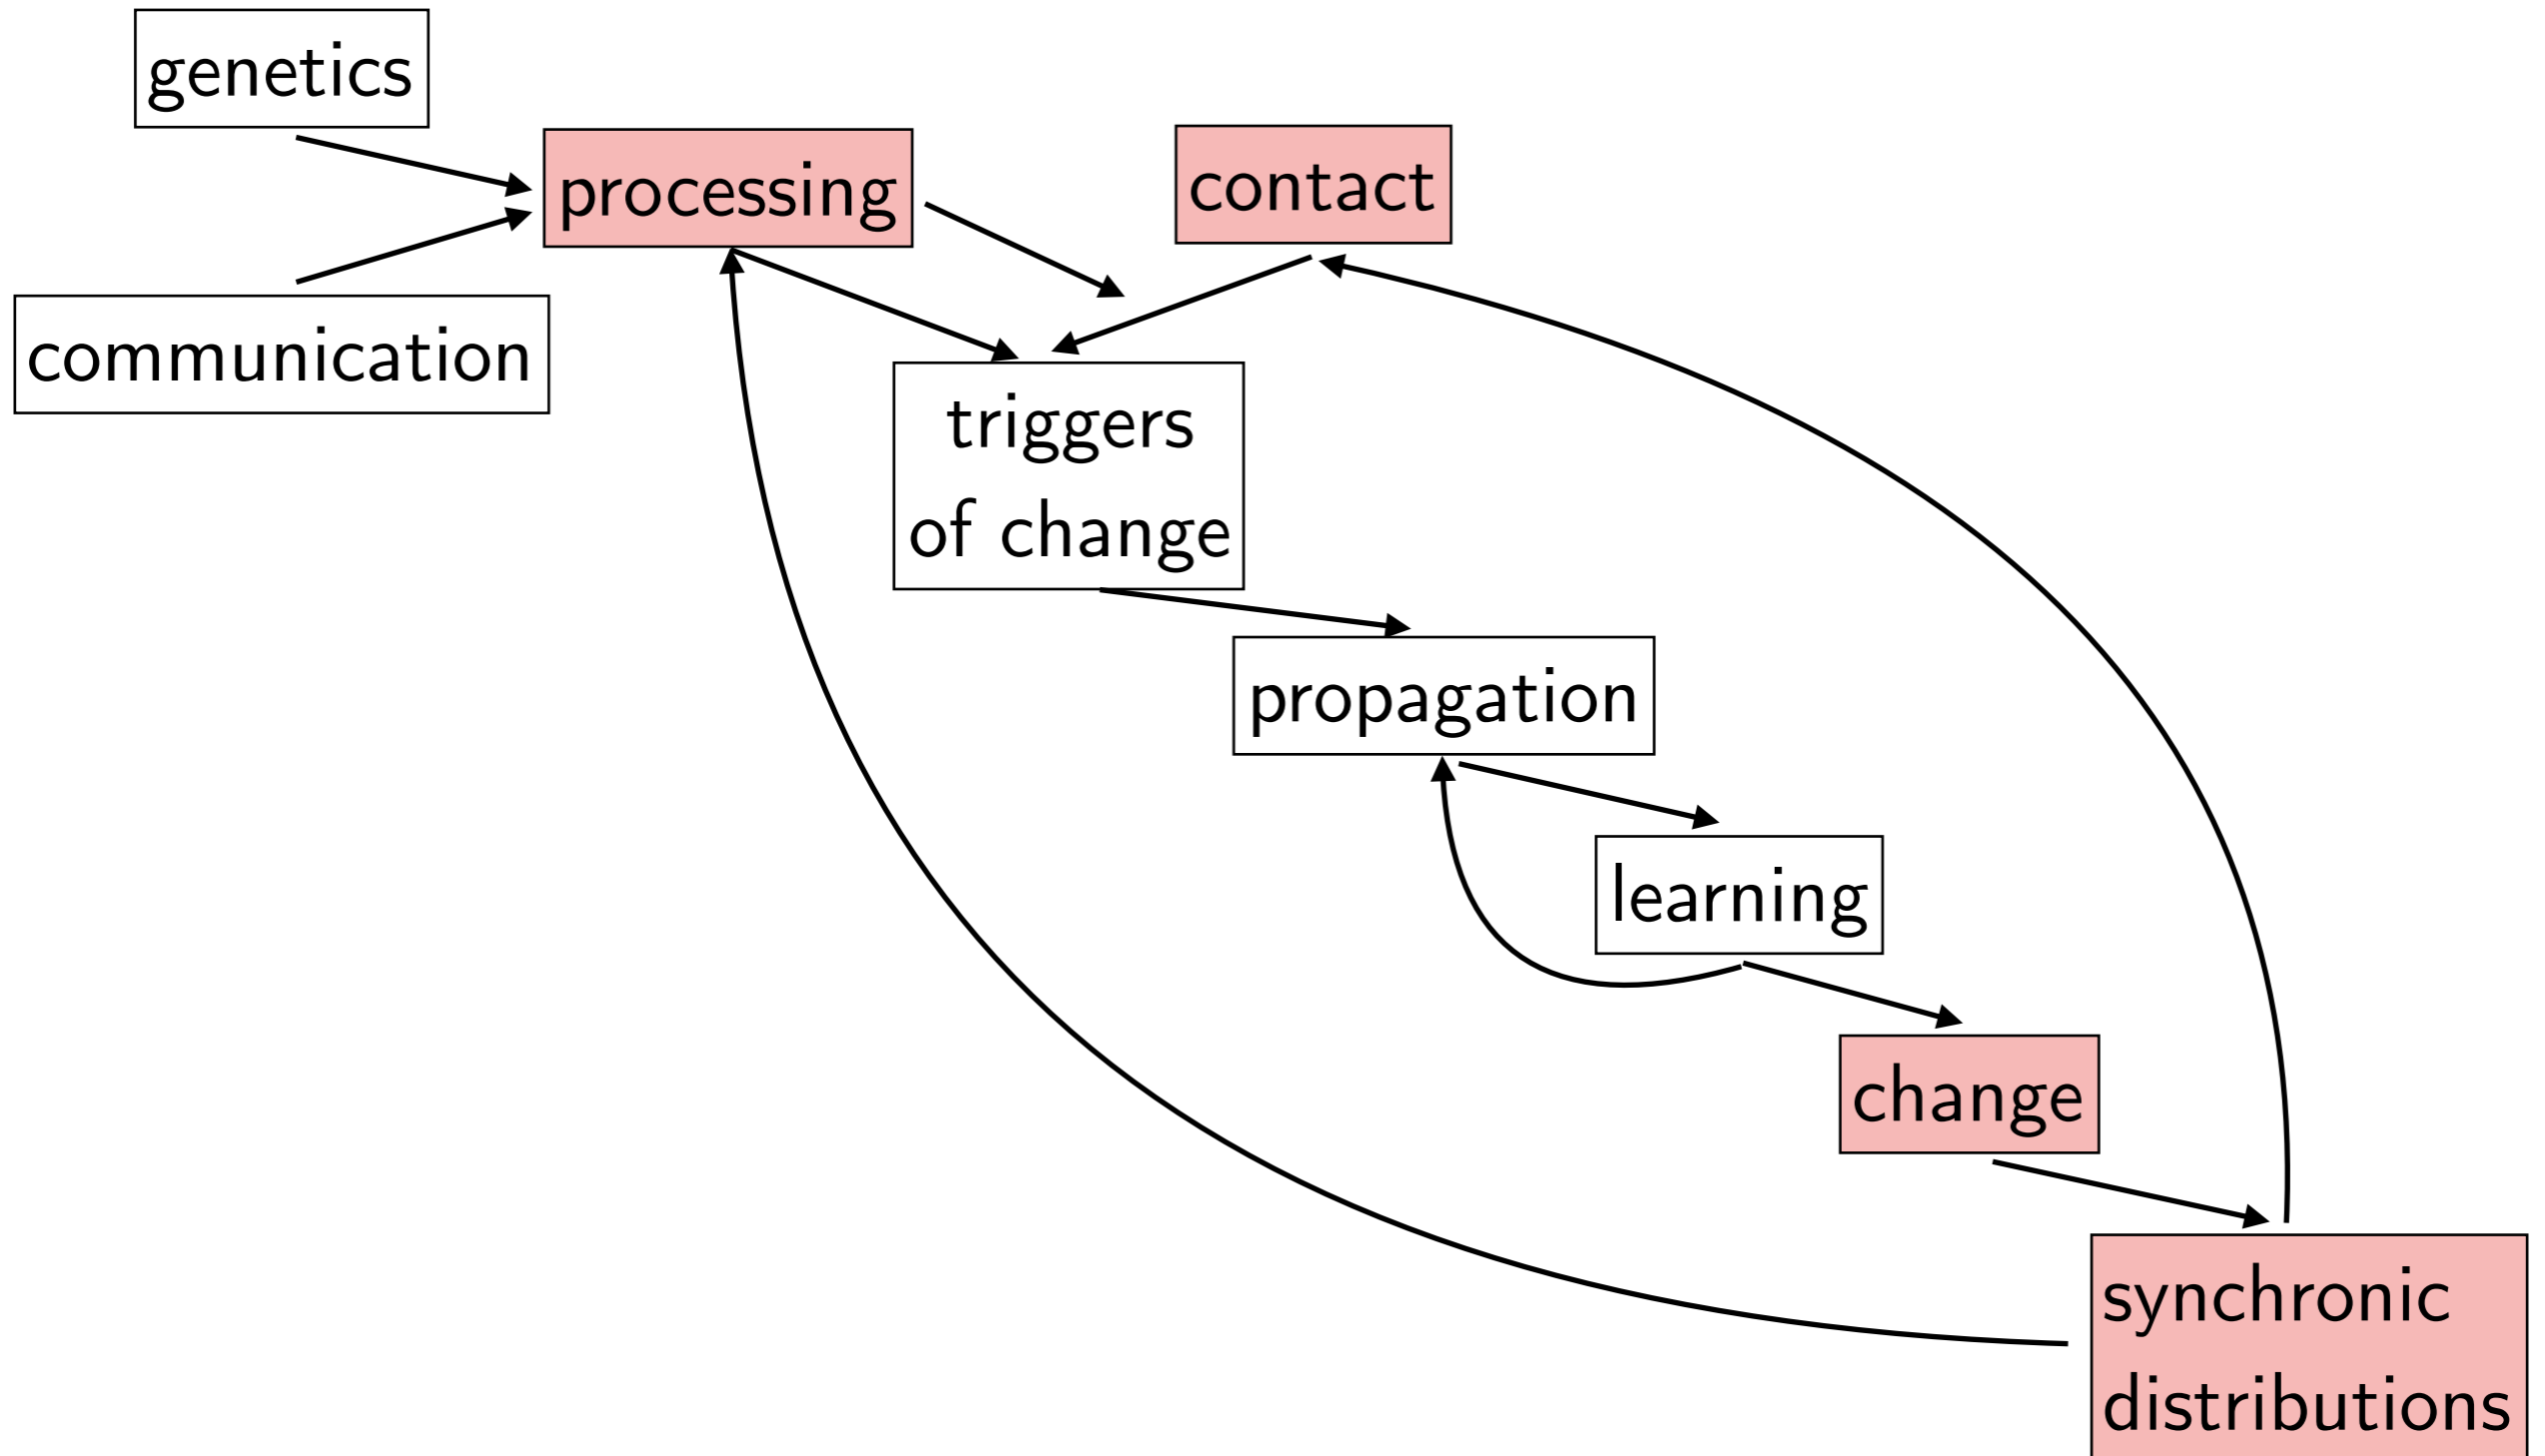 genetics
processing
contact
communication
triggers
of change
propagation
learning
change
synchronic
distributions